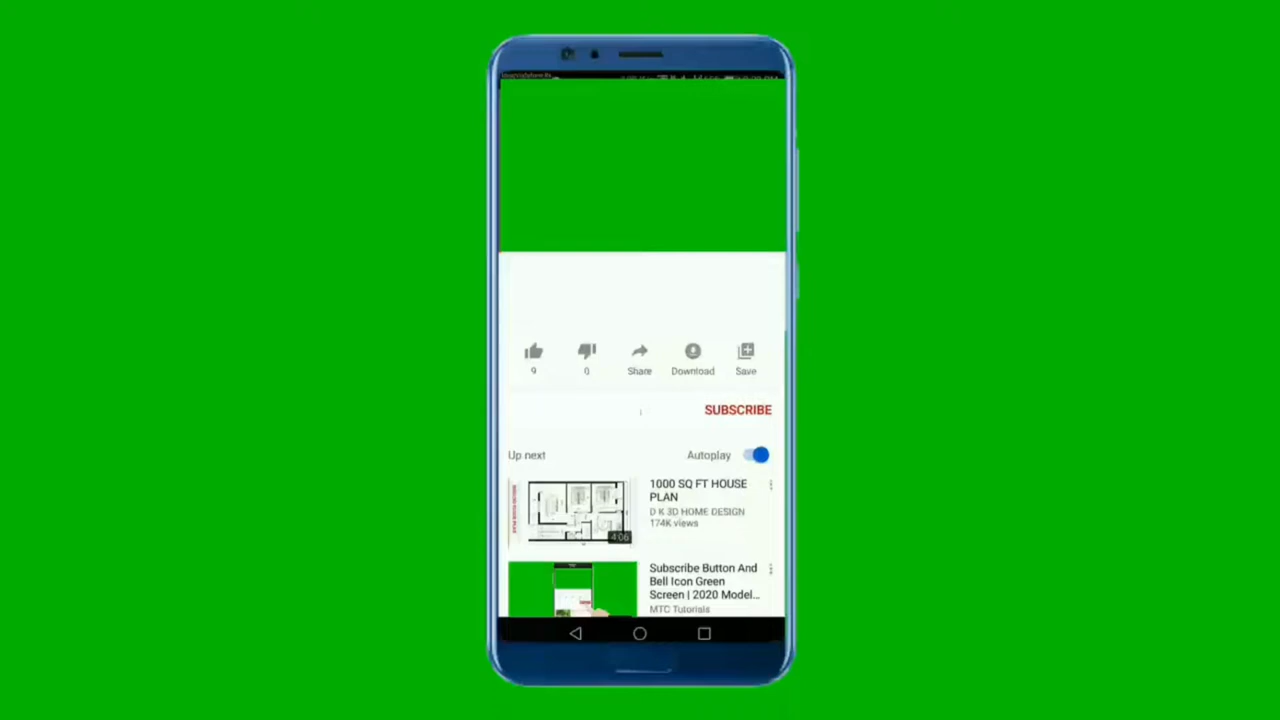 9
0
Share
Download
Save
SUBSCRIBE
Up next
Autoplay
1000 SQ FT HOUSE
PLAN
D K 3D HOME DESIGN
174K views
4:06
Subscribe Button And
Bell Icon Green
Screen | 2020 Model...
MTC Tutorials